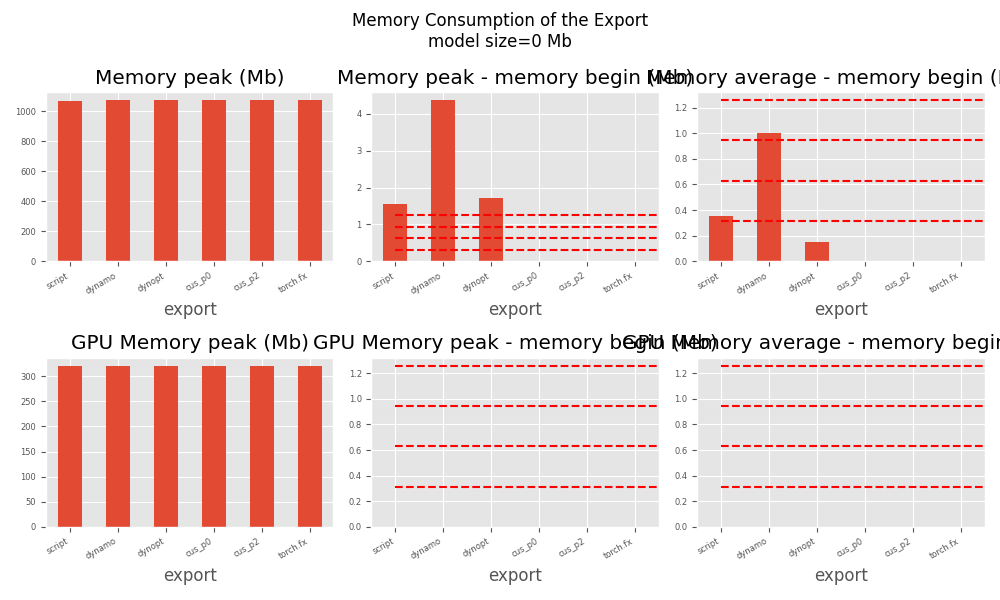 Memory Consumption of the Export
model size=0 Mb
Memory peak (Mb)
Memory peak - memory begin (Mb)
Memory average - memory begin (
1000
800
600
400
200
0
script
dynamo
dynopt
cus_p0
cus_p2
torch.fx
export
4
3
2
1
0
script
dynamo
dynopt
cus_p0
cus_p2
torch.fx
export
1.2
1.0
0.8
0.6
0.4
0.2
0.0
script
dynamo
dynopt
cus_p0
cus_p2
torch.fx
export
GPU Memory peak (Mb)
GPU Memory peak - memory begin (Mb)
GPU Memory average - memory begin
300
250
200
150
100
50
0
script
dynamo
dynopt
cus_p0
cus_p2
torch.fx
export
1.2
1.0
0.8
0.6
0.4
0.2
0.0
script
dynamo
dynopt
cus_p0
cus_p2
torch.fx
export
1.2
1.0
0.8
0.6
0.4
0.2
0.0
script
dynamo
dynopt
cus_p0
cus_p2
torch.fx
export